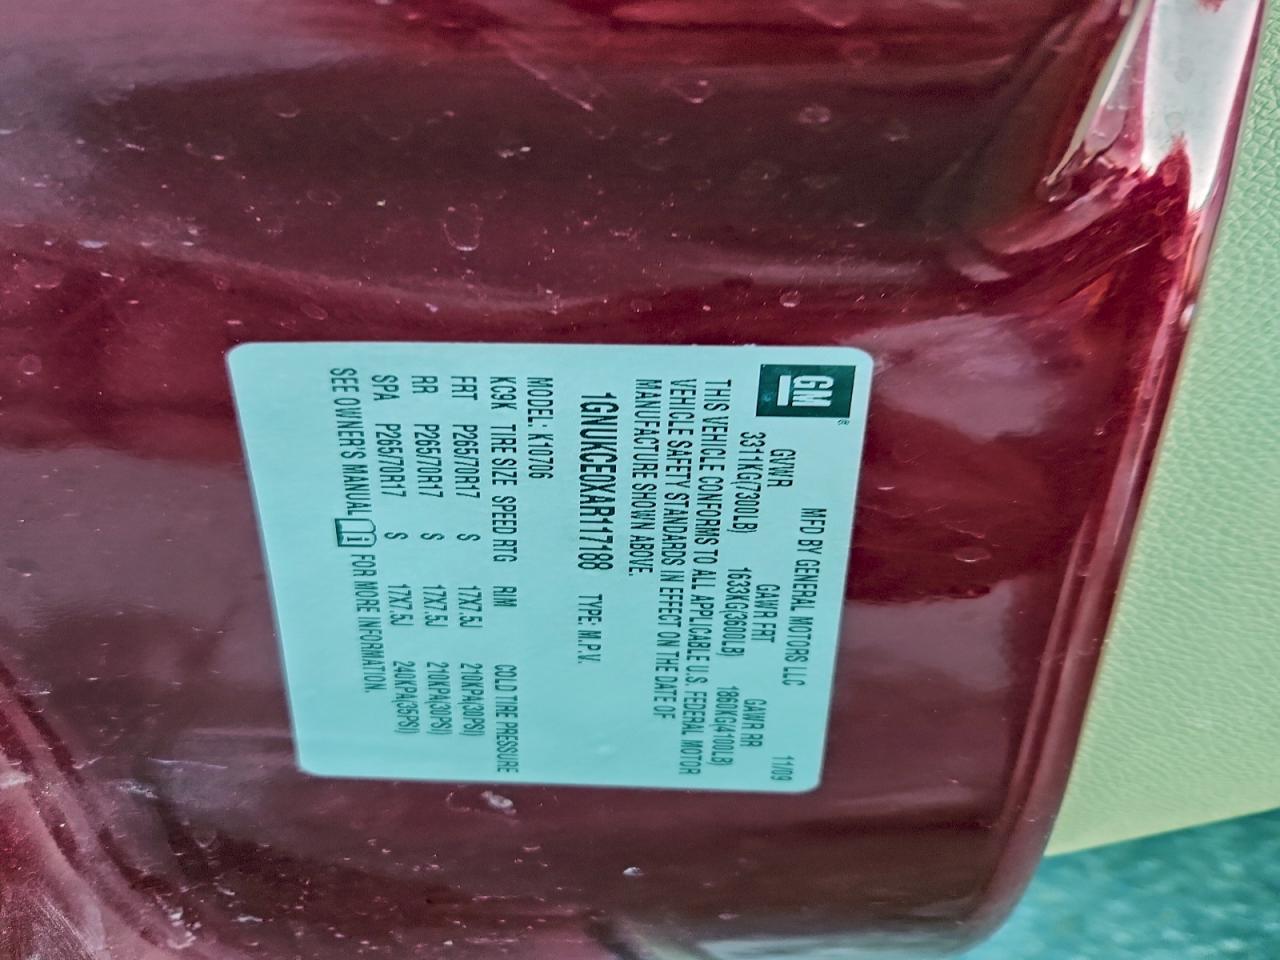 GM ®
MFD BY GENERAL MOTORS LLC 11/09
GVWR GAWR FRT GAWR RR
3311KG(7300LB) 1633KG(3600LB) 1860KG(4100LB)
THIS VEHICLE CONFORMS TO ALL APPLICABLE U.S. FEDERAL MOTOR
VEHICLE SAFETY STANDARDS IN EFFECT ON THE DATE OF
MANUFACTURE SHOWN ABOVE.
1GNUKCE0XAR117188 TYPE: M.P.V.
MODEL: K10706
KC9K TIRE SIZE SPEED RTG RIM COLD TIRE PRESSURE
FRT P265/70R17 S 17X7.5J 210KPA(30PSI)
RR P265/70R17 S 17X7.5J 210KPA(30PSI)
SPA P265/70R17 S 17X7.5J 240KPA(35PSI)
SEE OWNER'S MANUAL FOR MORE INFORMATION.